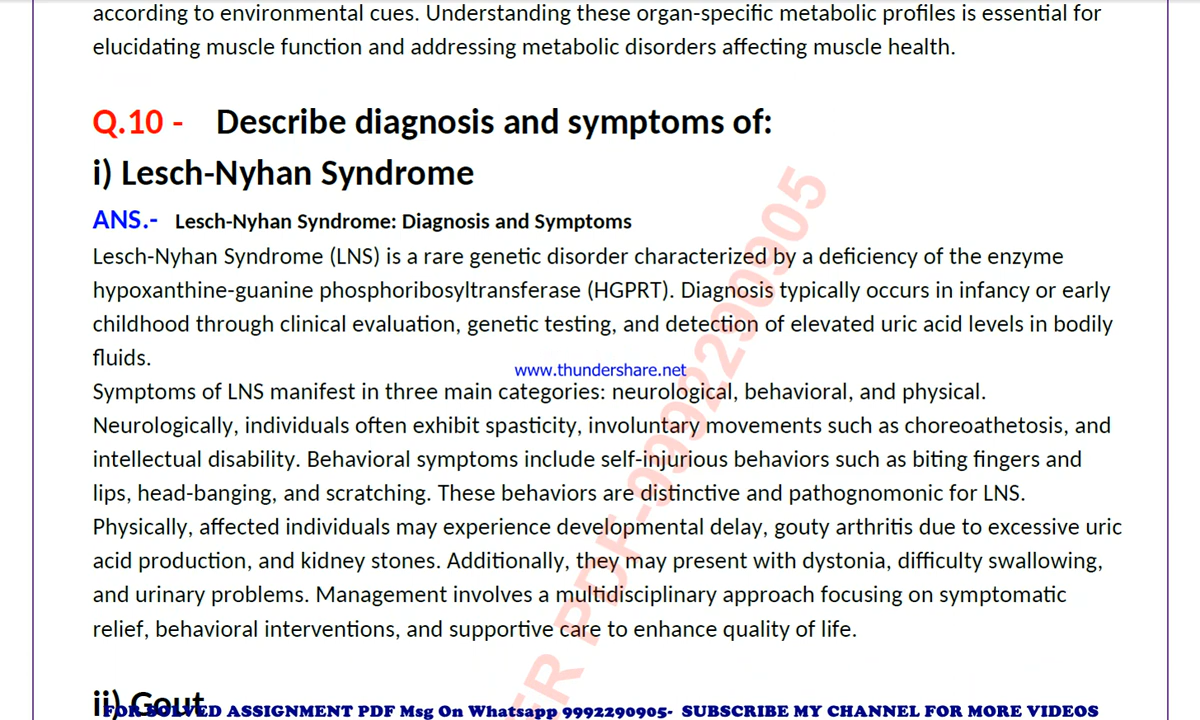 according to environmental cues. Understanding these organ-specific metabolic profiles is essential for
elucidating muscle function and addressing metabolic disorders affecting muscle health.
Q.10 - Describe diagnosis and symptoms of:
i) Lesch-Nyhan Syndrome
ANS.- Lesch-Nyhan Syndrome: Diagnosis and Symptoms
Lesch-Nyhan Syndrome (LNS) is a rare genetic disorder characterized by a deficiency of the enzyme
hypoxanthine-guanine phosphoribosyltransferase (HGPRT). Diagnosis typically occurs in infancy or early
childhood through clinical evaluation, genetic testing, and detection of elevated uric acid levels in bodily
fluids.
www.thundershare.net
Symptoms of LNS manifest in three main categories: neurological, behavioral, and physical.
Neurologically, individuals often exhibit spasticity, involuntary movements such as choreoathetosis, and
intellectual disability. Behavioral symptoms include self-injurious behaviors such as biting fingers and
lips, head-banging, and scratching. These behaviors are distinctive and pathognomonic for LNS.
Physically, affected individuals may experience developmental delay, gouty arthritis due to excessive uric
acid production, and kidney stones. Additionally, they may present with dystonia, difficulty swallowing,
and urinary problems. Management involves a multidisciplinary approach focusing on symptomatic
relief, behavioral interventions, and supportive care to enhance quality of life.
ER PDF-9992290905
ii) Gout
FOR SOLVED ASSIGNMENT PDF Msg On Whatsapp 9992290905- SUBSCRIBE MY CHANNEL FOR MORE VIDEOS